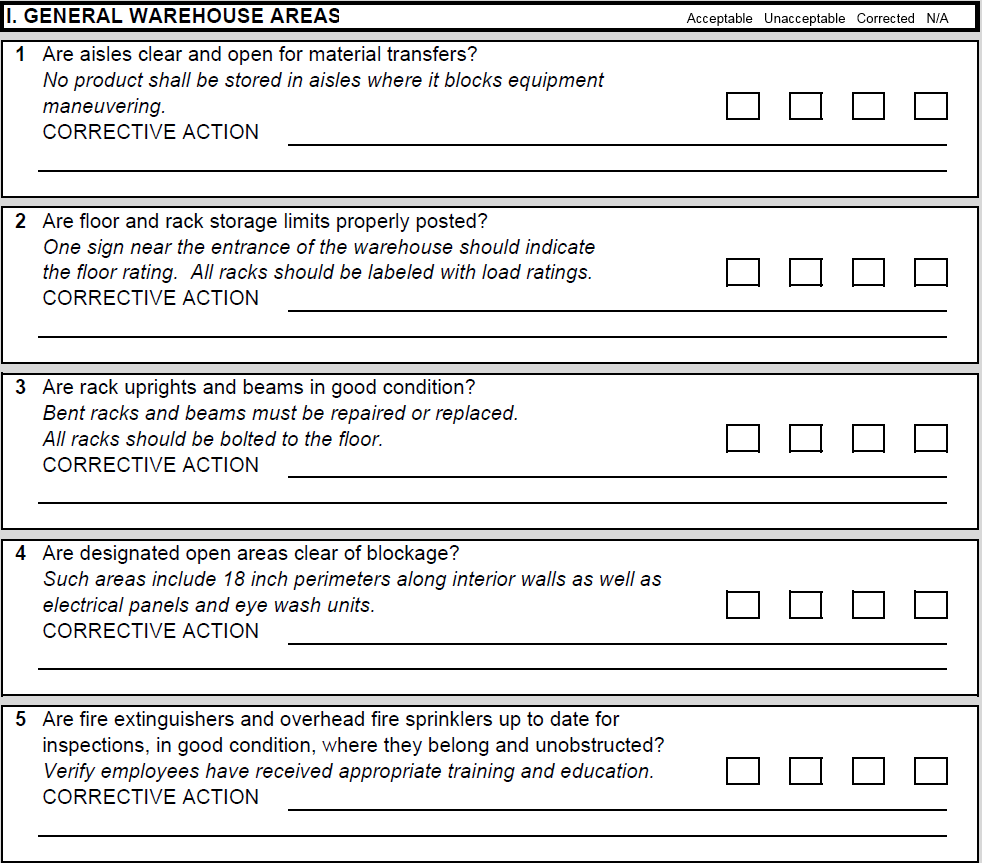 I. GENERAL WAREHOUSE AREAS Acceptable Unacceptable Corrected N/A
1 Are aisles clear and open for material transfers?
No product shall be stored in aisles where it blocks equipment
maneuvering.
CORRECTIVE ACTION
2 Are floor and rack storage limits properly posted?
One sign near the entrance of the warehouse should indicate
the floor rating. All racks should be labeled with load ratings.
CORRECTIVE ACTION
3 Are rack uprights and beams in good condition?
Bent racks and beams must be repaired or replaced.
All racks should be bolted to the floor.
CORRECTIVE ACTION
4 Are designated open areas clear of blockage?
Such areas include 18 inch perimeters along interior walls as well as
electrical panels and eye wash units.
CORRECTIVE ACTION
5 Are fire extinguishers and overhead fire sprinklers up to date for
inspections, in good condition, where they belong and unobstructed?
Verify employees have received appropriate training and education.
CORRECTIVE ACTION